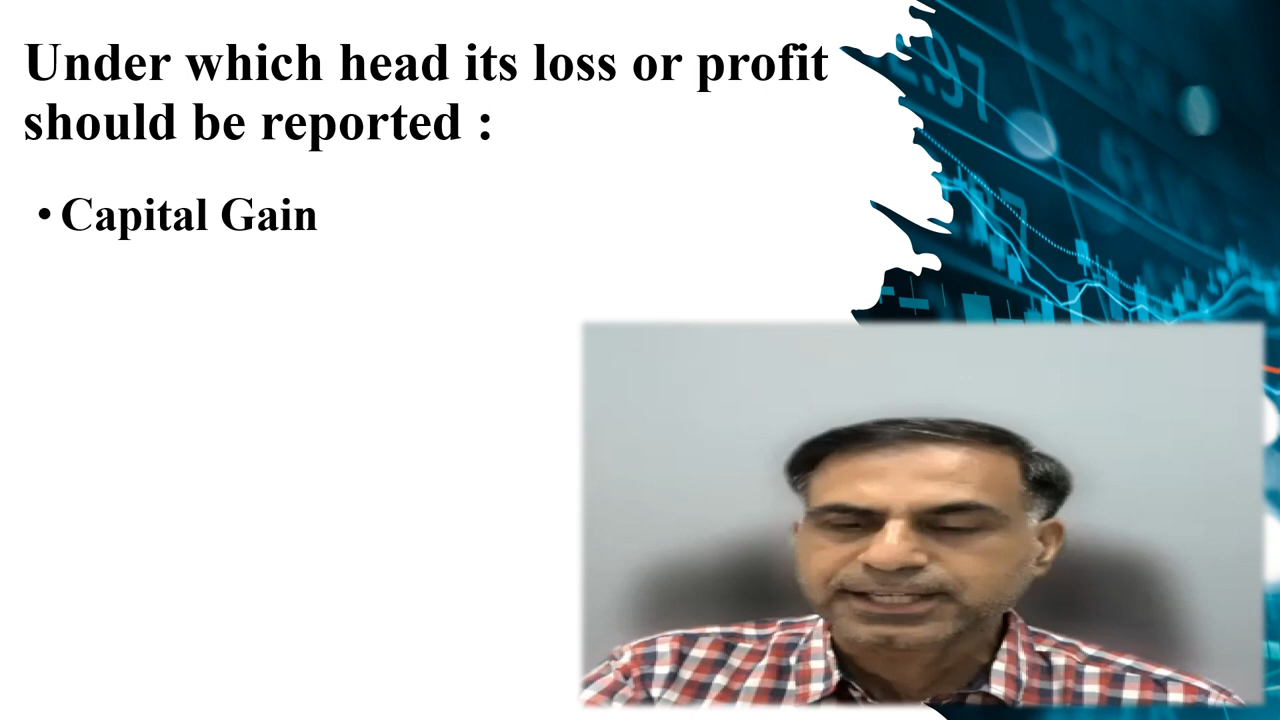 Under which head its loss or profit
should be reported :
• Capital Gain